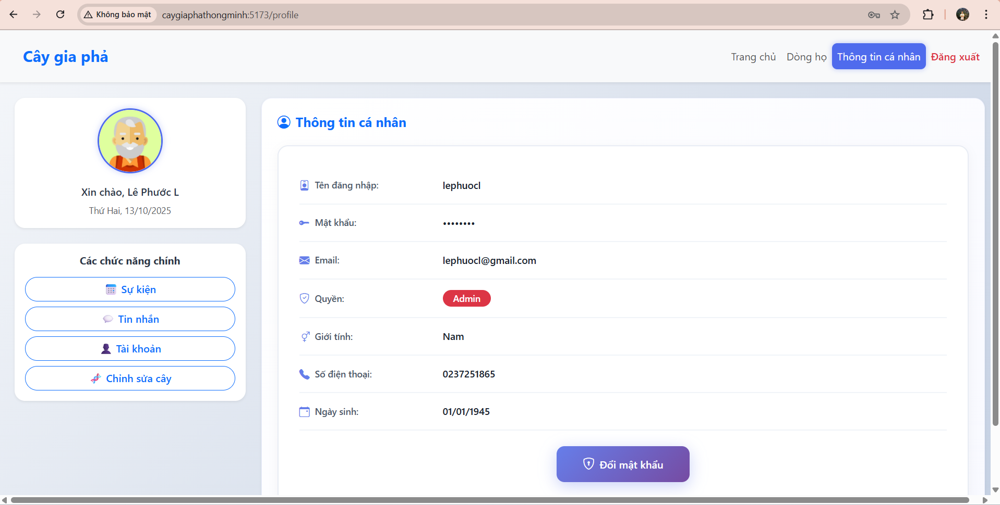 Không bảo mật
caygiaphathongminh:5173/profile
Cây gia phả
Trang chủ Dòng họ Thông tin cá nhân Đăng xuất
Xin chào, Lê Phước L
Thứ Hai, 13/10/2025
Các chức năng chính
Sự kiện
Tin nhắn
Tài khoản
Chỉnh sửa cây
Thông tin cá nhân
Tên đăng nhập: lephuocl
Mật khẩu: ••••••••
Email: lephuocl@gmail.com
Quyền: Admin
Giới tính: Nam
Số điện thoại: 0237251865
Ngày sinh: 01/01/1945
Đổi mật khẩu